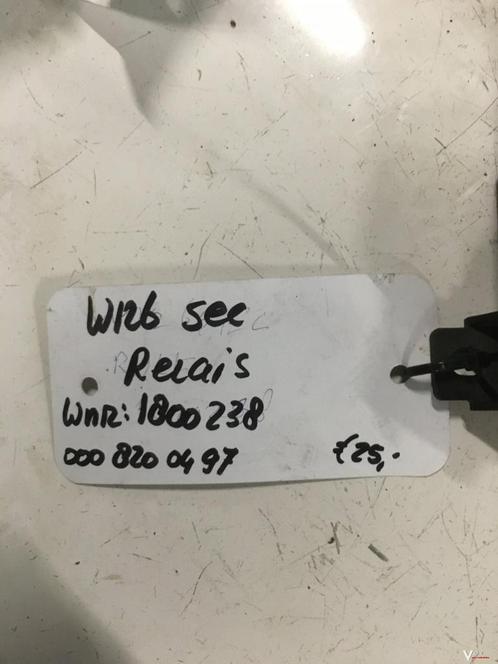 W126 sec
Relais
WNR: 1800238
000 820 04 97
€25,-